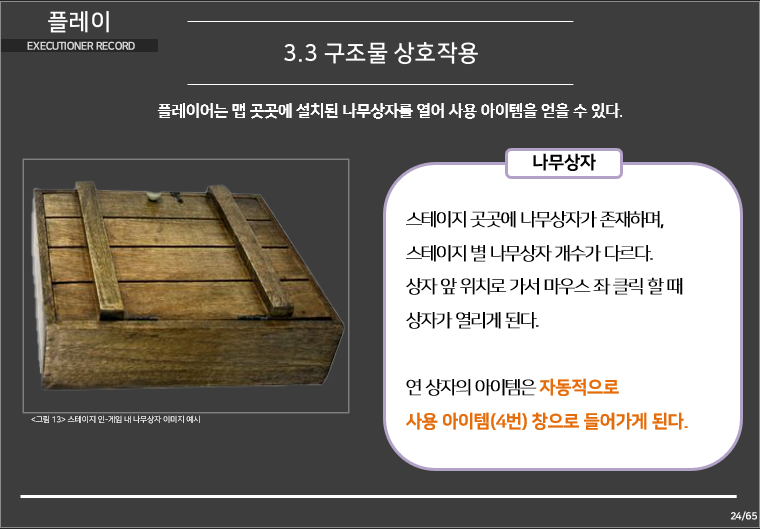 플레이
EXECUTIONER RECORD
3.3 구조물 상호작용
플레이어는 맵 곳곳에 설치된 나무상자를 열어 사용 아이템을 얻을 수 있다.
<그림 13> 스테이지 인-게임 내 나무상자 이미지 예시
나무상자
스테이지 곳곳에 나무상자가 존재하며,
스테이지 별 나무상자 개수가 다르다.
상자 앞 위치로 가서 마우스 좌 클릭 할 때
상자가 열리게 된다.
연 상자의 아이템은 자동적으로
사용 아이템(4번) 창으로 들어가게 된다.
24/65